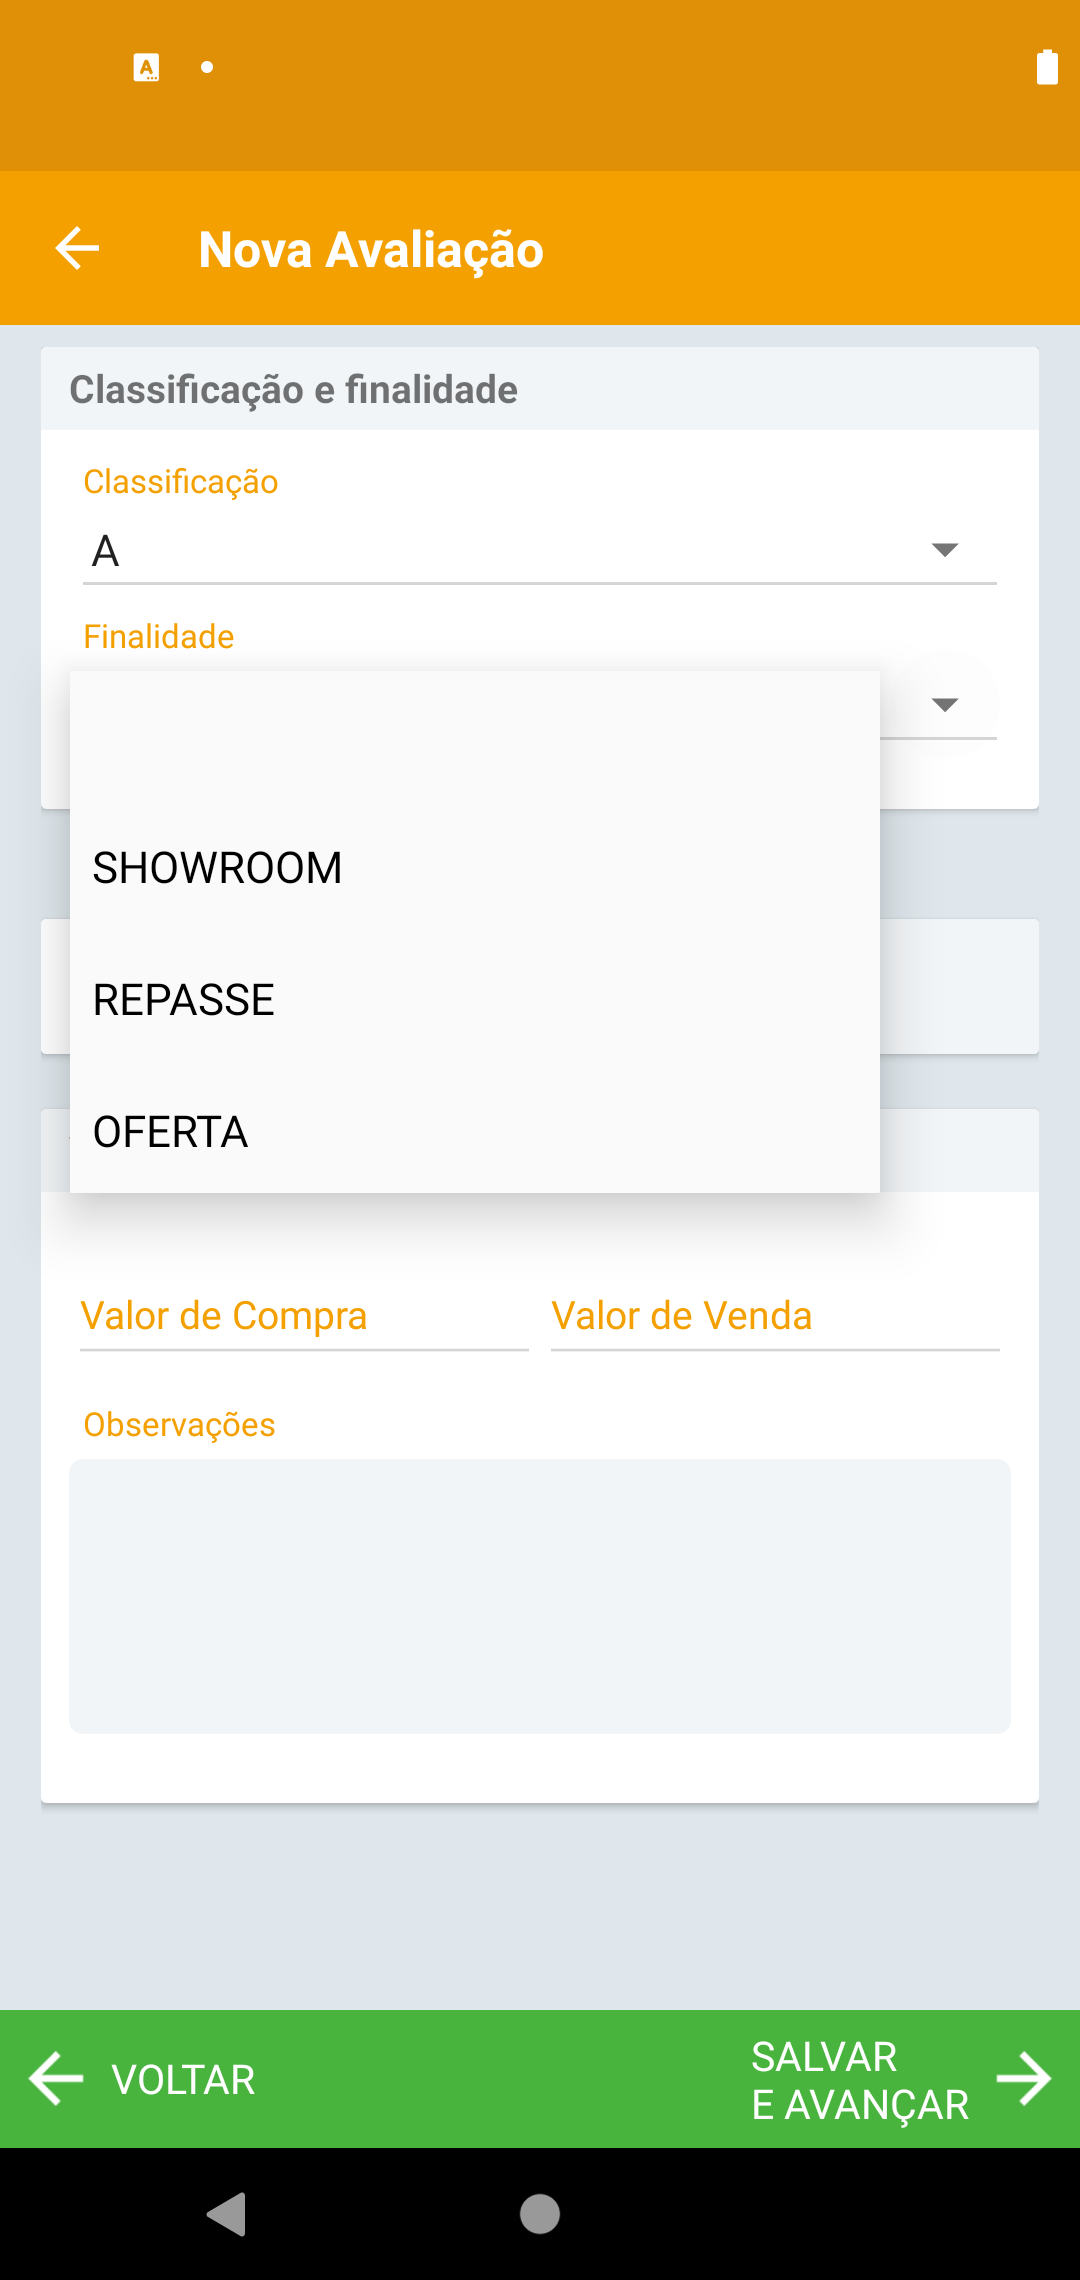 Nova Avaliação
Classificação e finalidade
Classificação
A
Finalidade
SHOWROOM
REPASSE
OFERTA
Valor de Compra
Valor de Venda
Observações
VOLTAR
SALVAR
E AVANÇAR